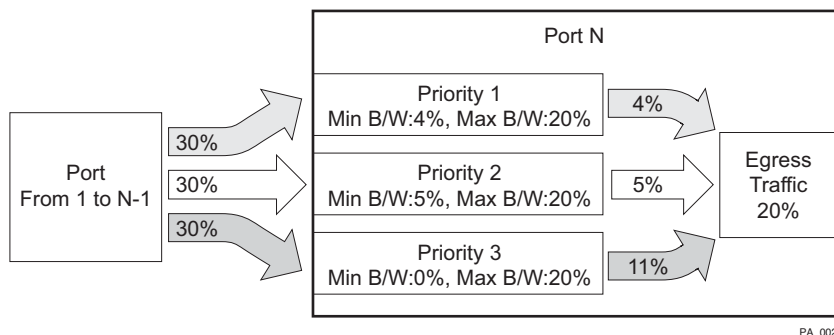 Port N
Priority 1
Min B/W:4%, Max B/W:20%
30%
4%
Port
From 1 to N-1
30%
Priority 2
Min B/W:5%, Max B/W:20%
5%
Egress
Traffic
20%
30%
Priority 3
Min B/W:0%, Max B/W:20%
11%
PA_002